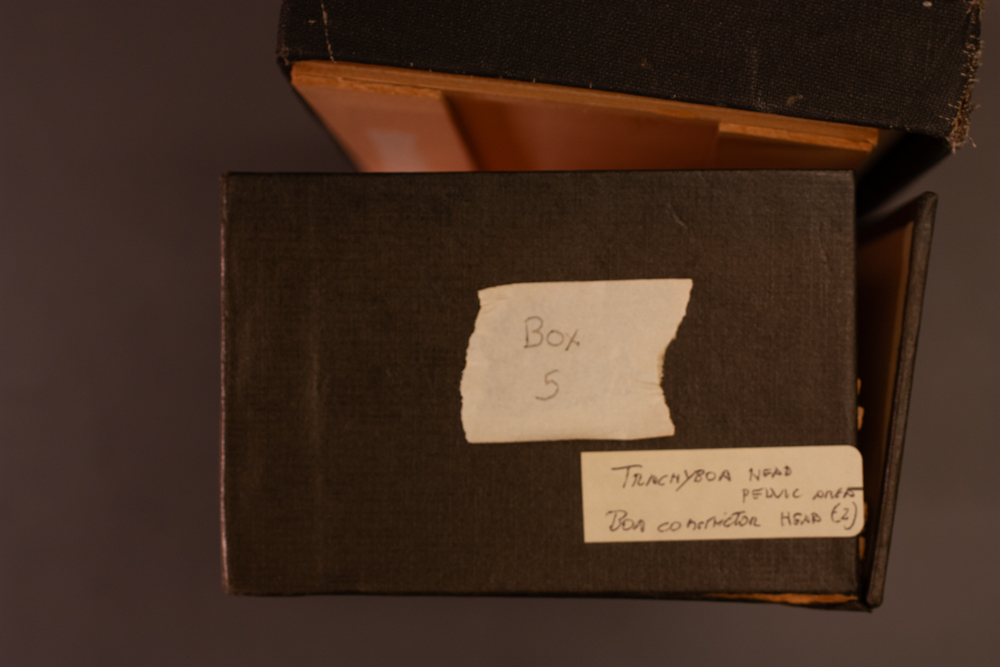 Box
5
TRACHYBOA HEAD
PELVIC AREA
BOA CONSTRICTOR HEAD (2)